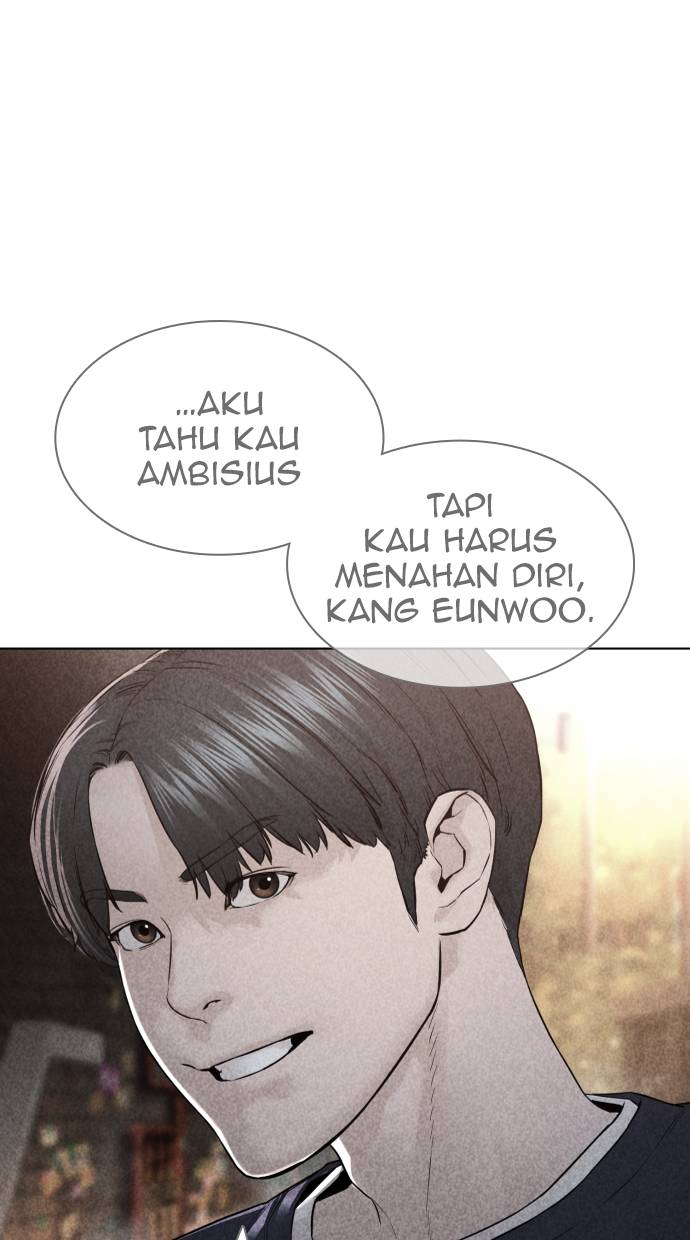 ...AKU
TAHU KAU
AMBISIUS
TAPI
KAU HARUS
MENAHAN DIRI,
KANG EUNWOO.